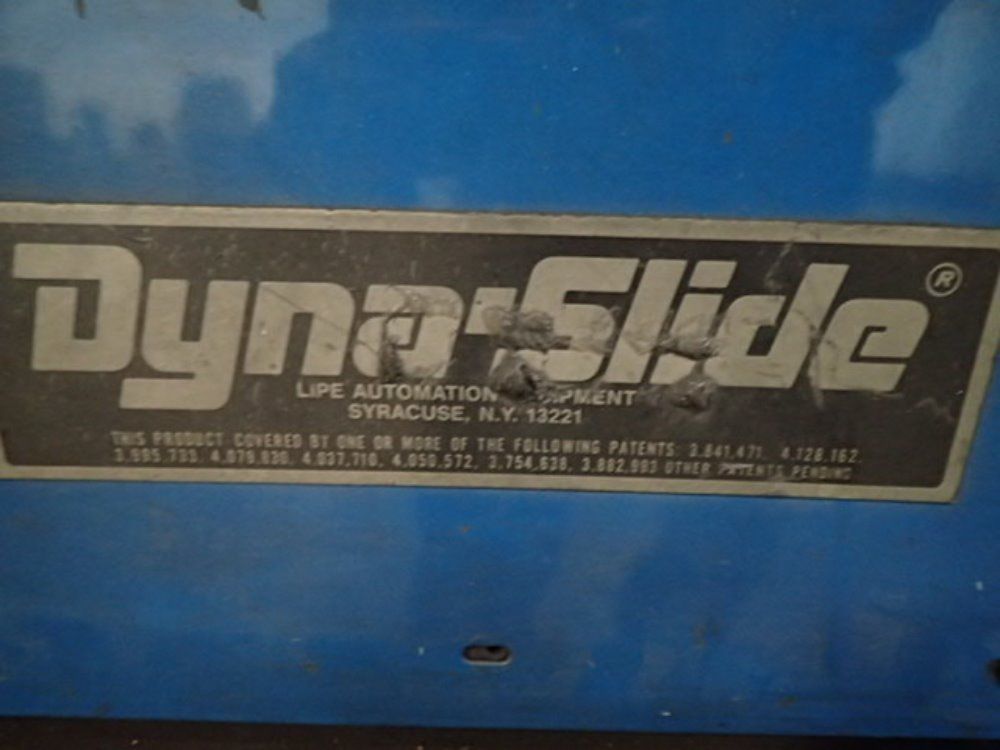 Dyna-Slide ®
LIPE AUTOMATION EQUIPMENT
SYRACUSE, N.Y. 13221
THIS PRODUCT COVERED BY ONE OR MORE OF THE FOLLOWING PATENTS: 3,841,471, 4,128,162,
3,995,733, 4,079,830, 4,037,710, 4,050,572, 3,754,638, 3,882,993 OTHER PATENTS PENDING